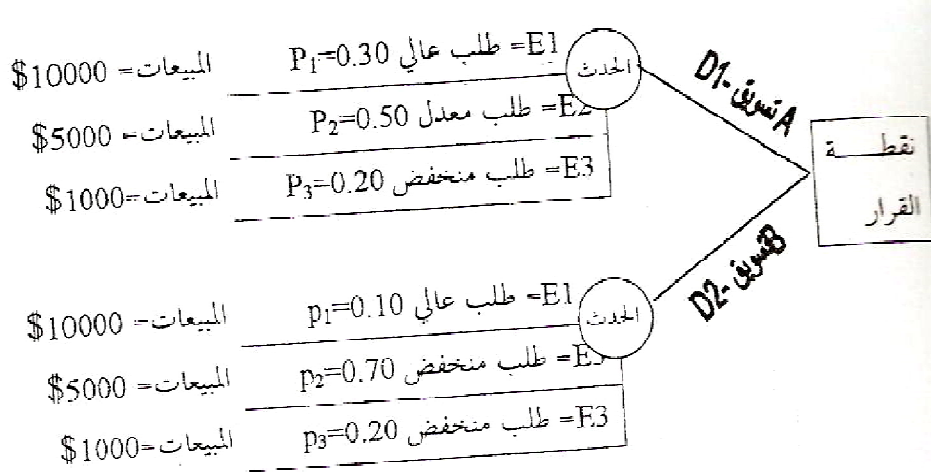 نقطة
القرار
D1-تسويق A
الحدث
E1= طلب عالي P1=0.30 المبيعات= 10000$
E2= طلب معدل P2=0.50 المبيعات= 5000$
E3= طلب منخفض P3=0.20 المبيعات=1000$
D2-تسويق B
الحدث
E1= طلب عالي p1=0.10 المبيعات= 10000$
= طلب منخفض p2=0.70 المبيعات= 5000$
E3= طلب منخفض p3=0.20 المبيعات=1000$